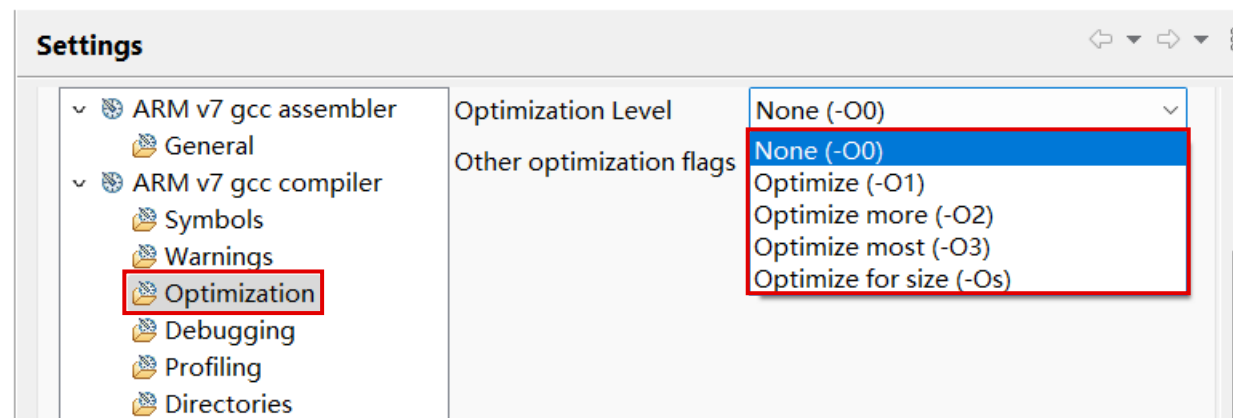 Settings
ARM v7 gcc assembler
General
ARM v7 gcc compiler
Symbols
Warnings
Optimization
Debugging
Profiling
Directories
Optimization Level
None (-O0)
Other optimization flags
None (-O0)
Optimize (-O1)
Optimize more (-O2)
Optimize most (-O3)
Optimize for size (-Os)